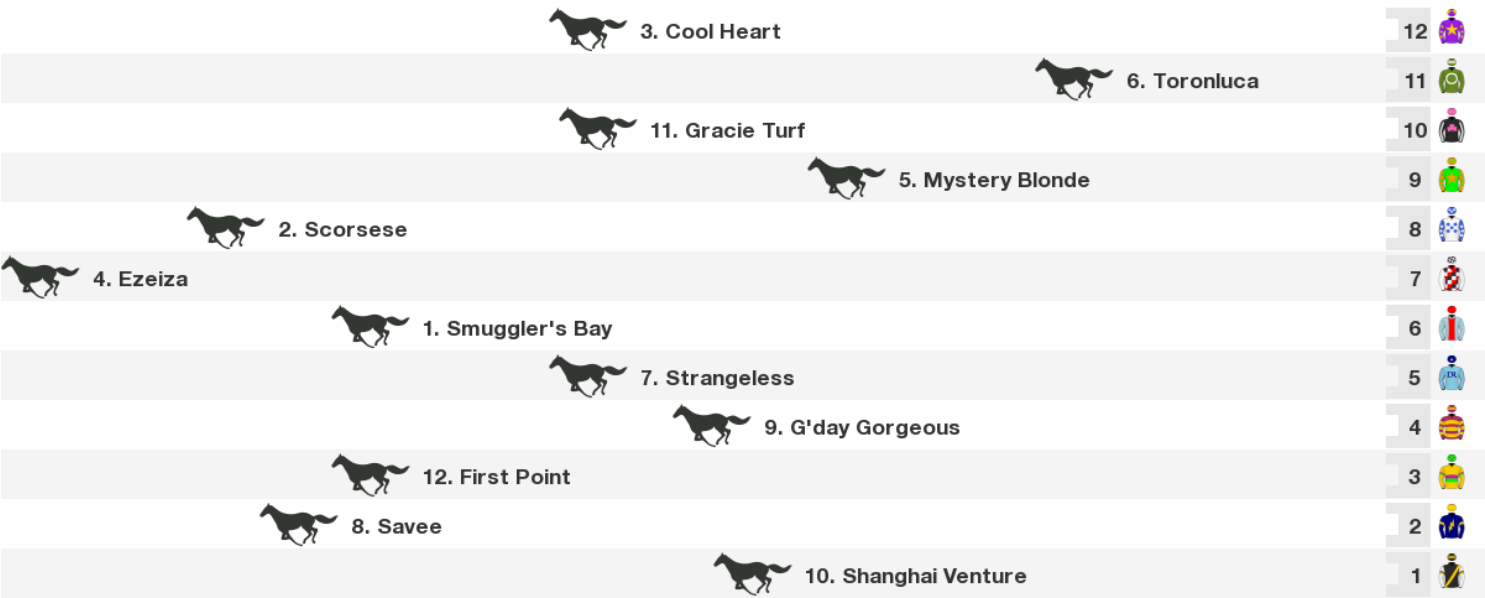 3. Cool Heart 12
6. Toronluca 11
11. Gracie Turf 10
5. Mystery Blonde 9
2. Scorsese 8
4. Ezeiza 7
1. Smuggler's Bay 6
7. Strangeless 5
9. G'day Gorgeous 4
12. First Point 3
8. Savee 2
10. Shanghai Venture 1